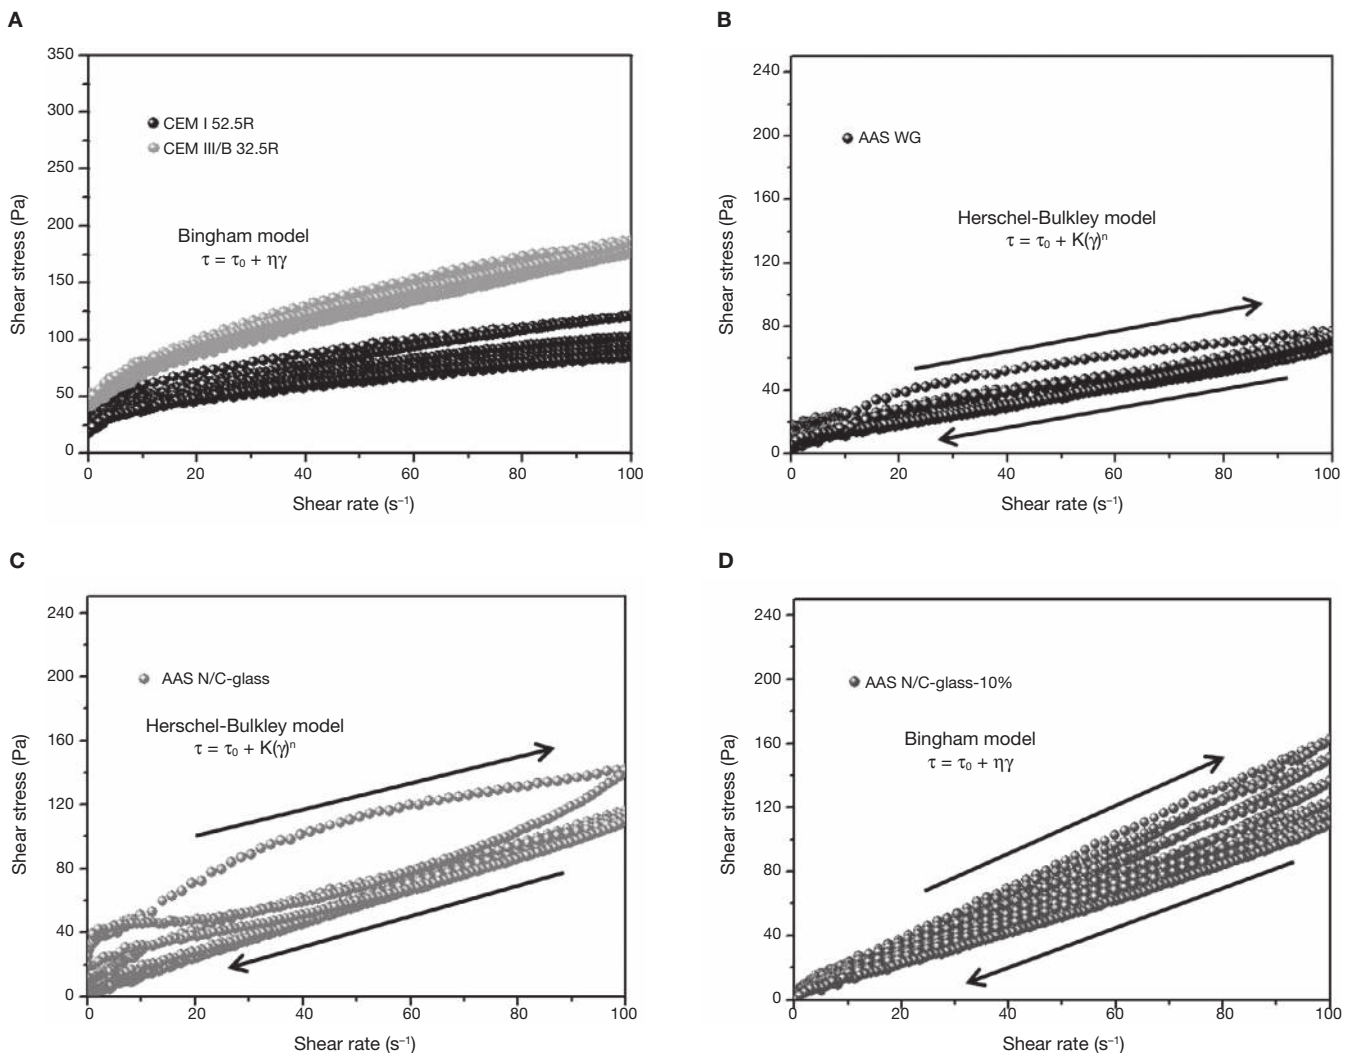 A
350
300
250
200
150
100
50
0
Shear stress (Pa)
CEM I 52.5R
CEM III/B 32.5R
Bingham model
τ = τ₀ + ηγ
0 20 40 60 80 100
Shear rate (s⁻¹)
B
240
200
160
120
80
40
0
Shear stress (Pa)
AAS WG
Herschel-Bulkley model
τ = τ₀ + K(γ)ⁿ
0 20 40 60 80 100
Shear rate (s⁻¹)
C
240
200
160
120
80
40
0
Shear stress (Pa)
AAS N/C-glass
Herschel-Bulkley model
τ = τ₀ + K(γ)ⁿ
0 20 40 60 80 100
Shear rate (s⁻¹)
D
240
200
160
120
80
40
0
Shear stress (Pa)
AAS N/C-glass-10%
Bingham model
τ = τ₀ + ηγ
0 20 40 60 80 100
Shear rate (s⁻¹)